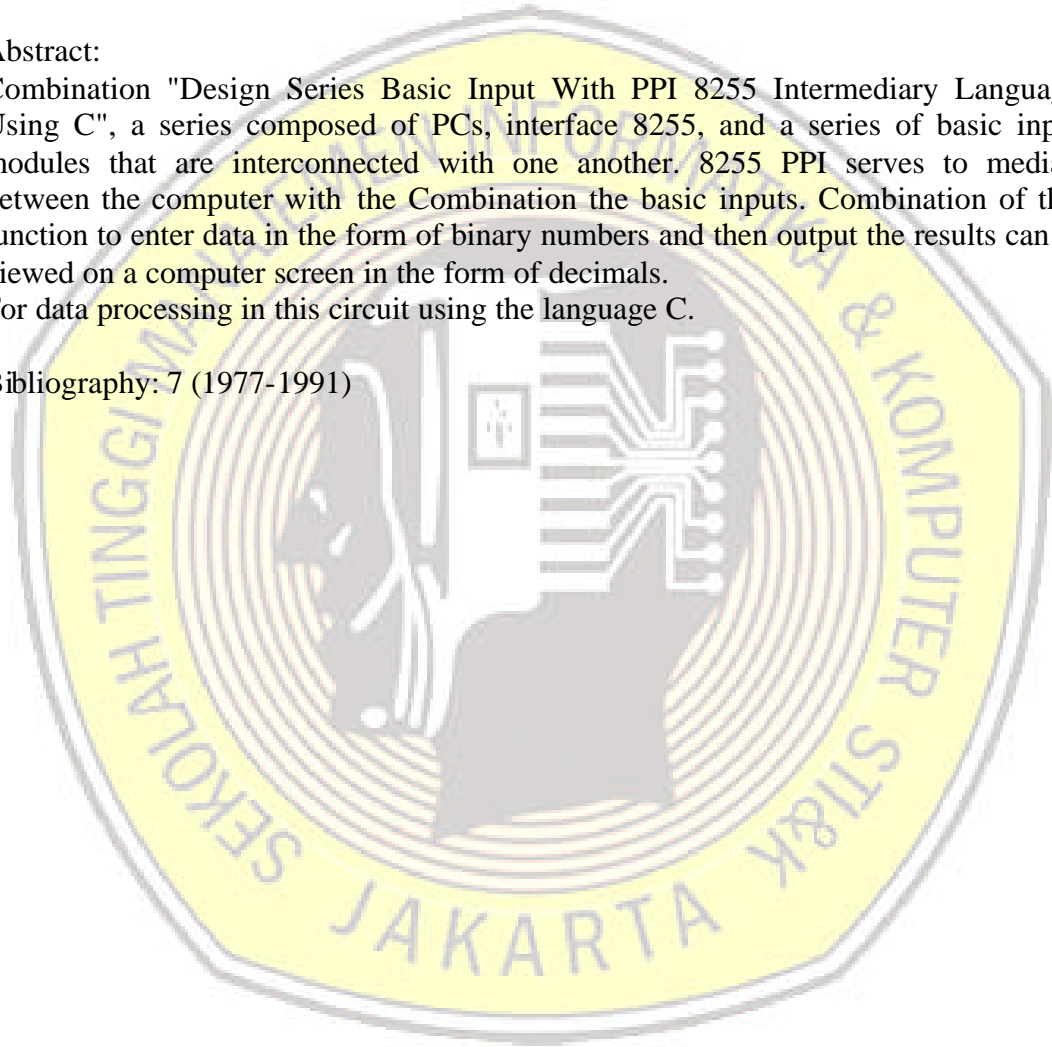 Abstract:
Combination "Design Series Basic Input With PPI 8255 Intermediary Languag
Using C", a series composed of PCs, interface 8255, and a series of basic inp
modules that are interconnected with one another. 8255 PPI serves to media
between the computer with the Combination the basic inputs. Combination of th
function to enter data in the form of binary numbers and then output the results can
viewed on a computer screen in the form of decimals.
For data processing in this circuit using the language C.
Bibliography: 7 (1977-1991)
SEKOLAH TINGGI MANAJEMEN INFORMATIKA & KOMPUTER STI&K
JAKARTA